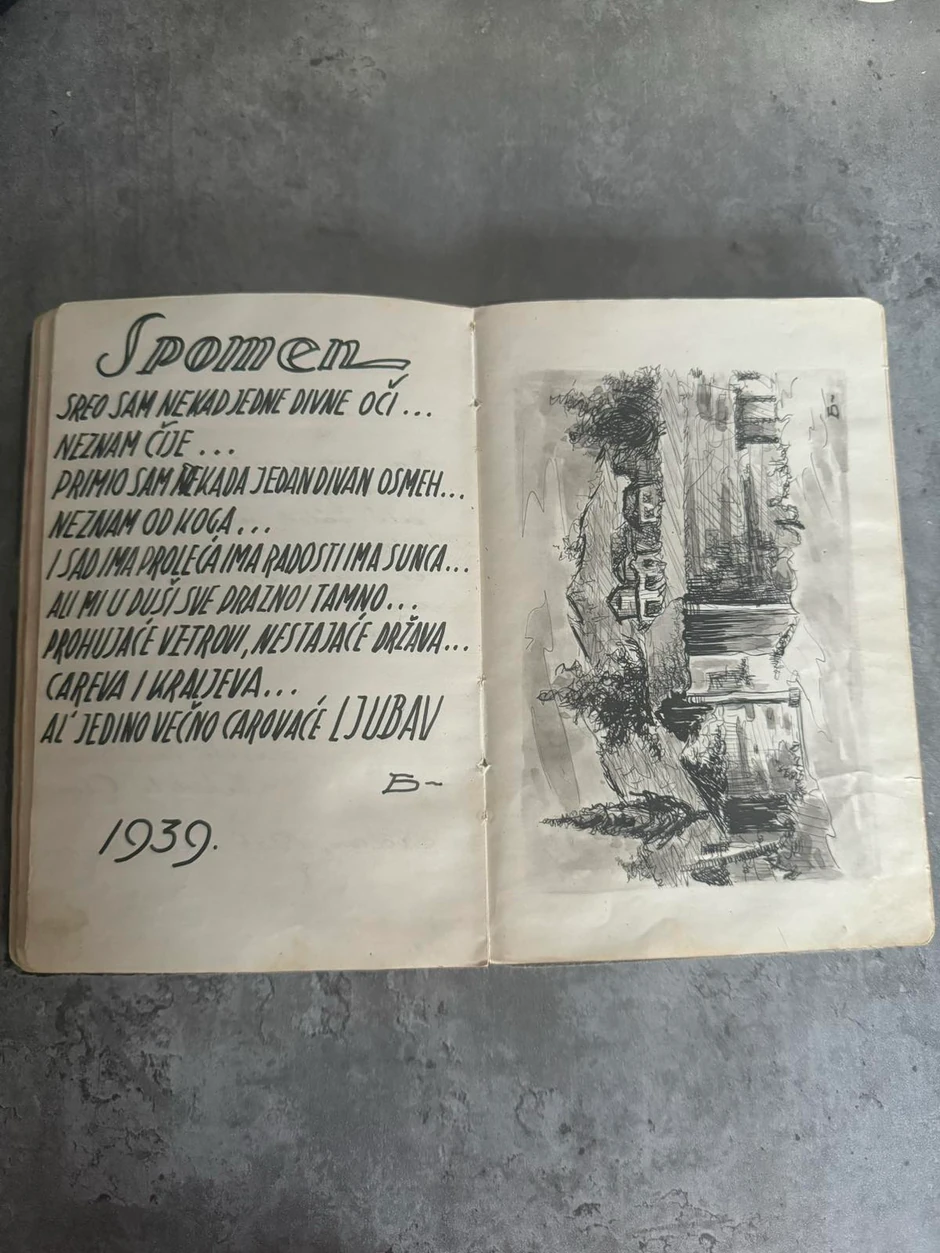 Spomen
SREO SAM NEKAD JEDNE DIVNE OČI...
NEZNAM ČIJE...
PRIMIO SAM NEKADA JEDAN DIVAN OSMEH...
NEZNAM OD KOGA...
I SAD IMA PROLEĆA IMA RADOSTI IMA SUNCA...
ALI MI U DUŠI SVE DRAZNO I TAMNO...
PROHUJAĆE VETROVI, NESTAJAĆE DRŽAVA...
CAREVA I KRALJEVA...
AL' JEDINO VEČNO CAROVAĆE LJUBAV
Б~
1939.
Б~